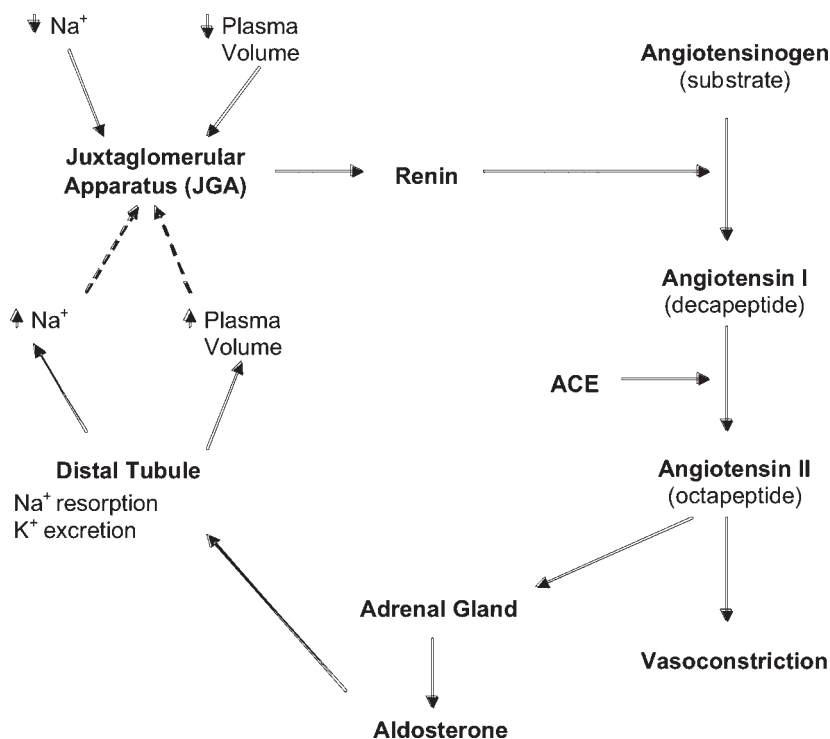 Na⁺
Plasma
Volume
Angiotensinogen
(substrate)
Juxtaglomerular
Apparatus (JGA)
Renin
Angiotensin I
(decapeptide)
Na⁺
Plasma
Volume
ACE
Distal Tubule
Na⁺ resorption
K⁺ excretion
Angiotensin II
(octapeptide)
Adrenal Gland
Vasoconstriction
Aldosterone